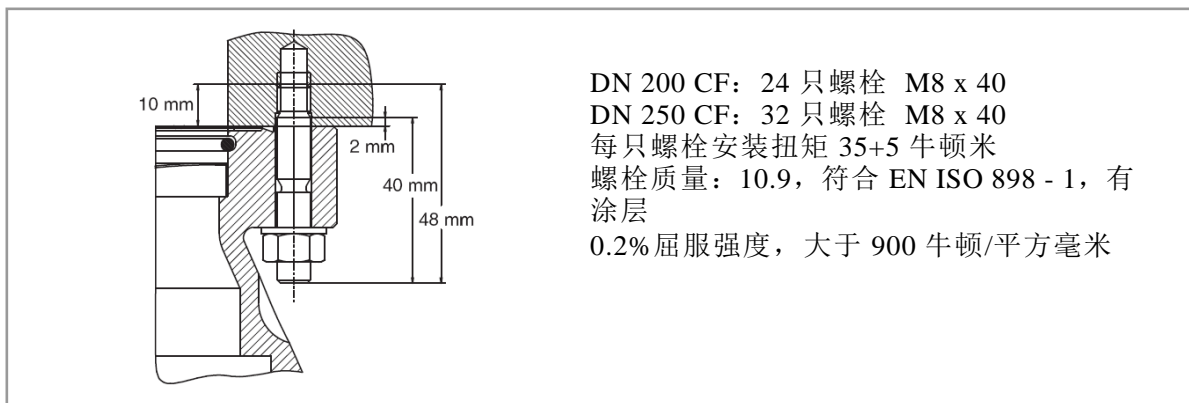 10 mm
2 mm
40 mm
48 mm
DN 200 CF：24 只螺栓 M8 x 40
DN 250 CF：32 只螺栓 M8 x 40
每只螺栓安装扭矩 35+5 牛顿米
螺栓质量：10.9，符合 EN ISO 898 - 1，有
涂层
0.2%屈服强度，大于 900 牛顿/平方毫米